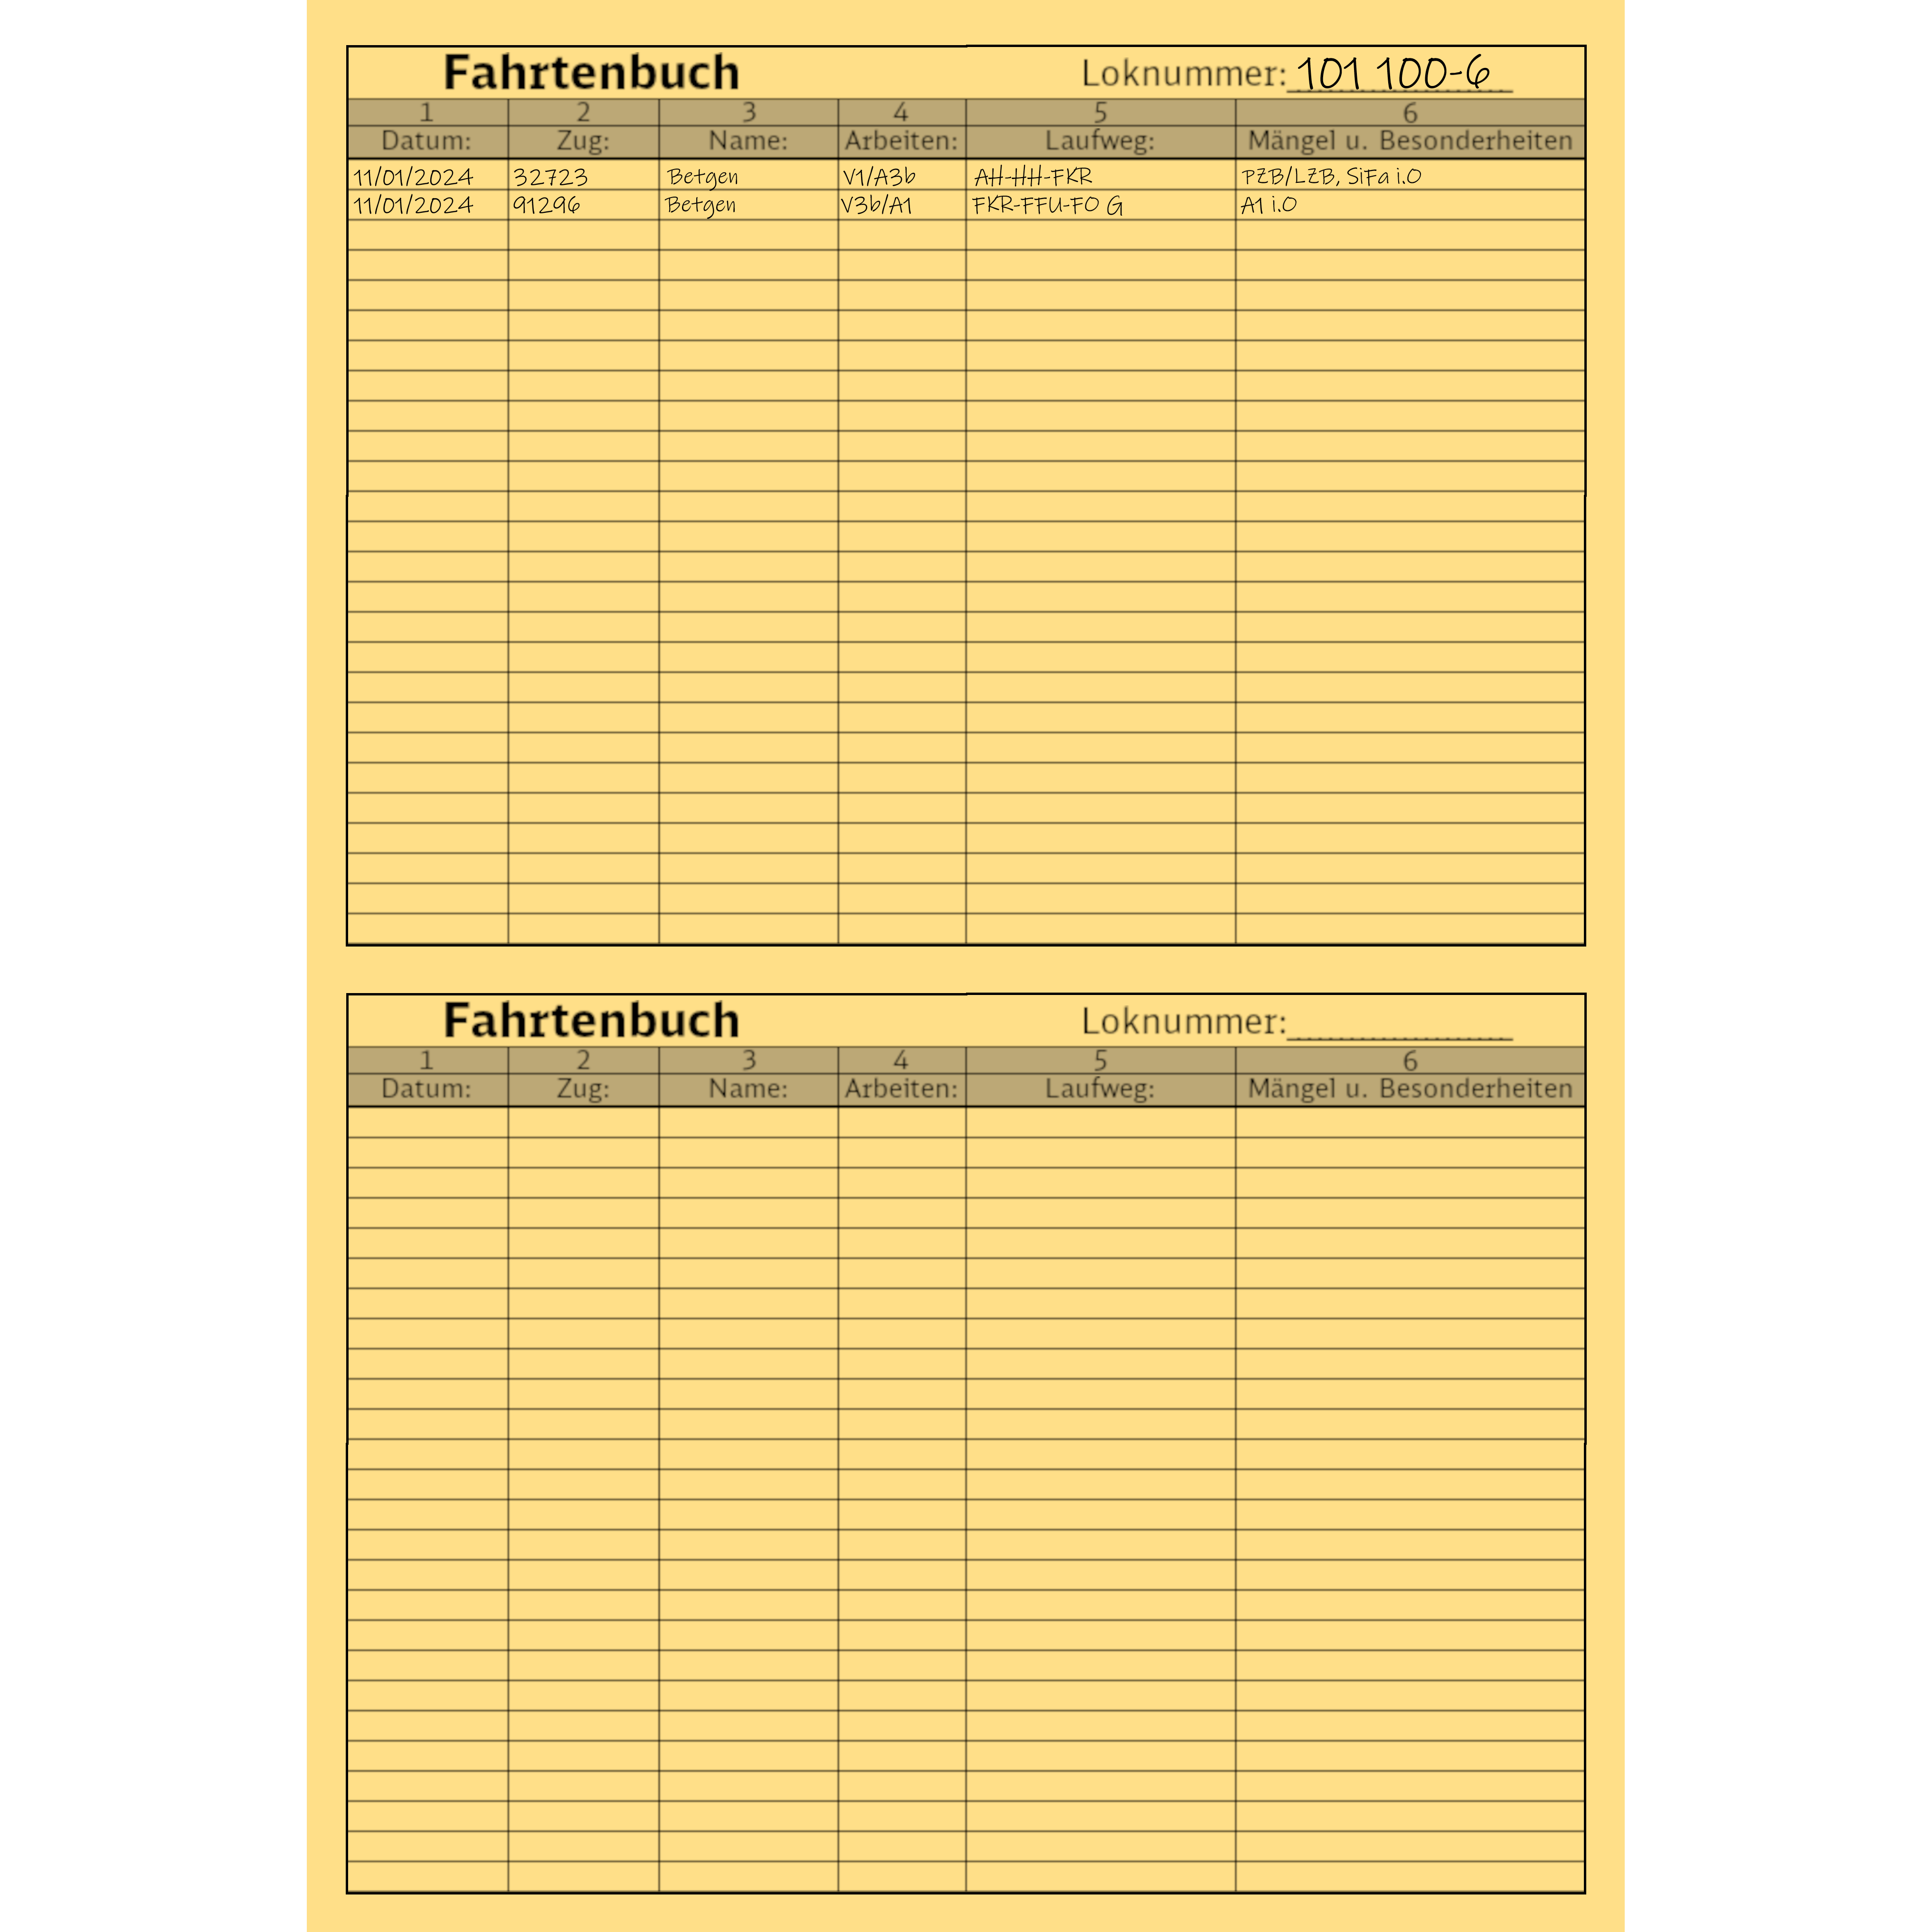 Fahrtenbuch Loknummer: 101 100-6
1 2 3 4 5 6
Datum: Zug: Name: Arbeiten: Laufweg: Mängel u. Besonderheiten
11/01/2024 32723 Betgen V1/A3b AH-HH-FKR PZB/LZB, SiFa i.O
11/01/2024 91296 Betgen V3b/A1 FKR-FFU-FO G A1 i.O
Fahrtenbuch Loknummer:
1 2 3 4 5 6
Datum: Zug: Name: Arbeiten: Laufweg: Mängel u. Besonderheiten